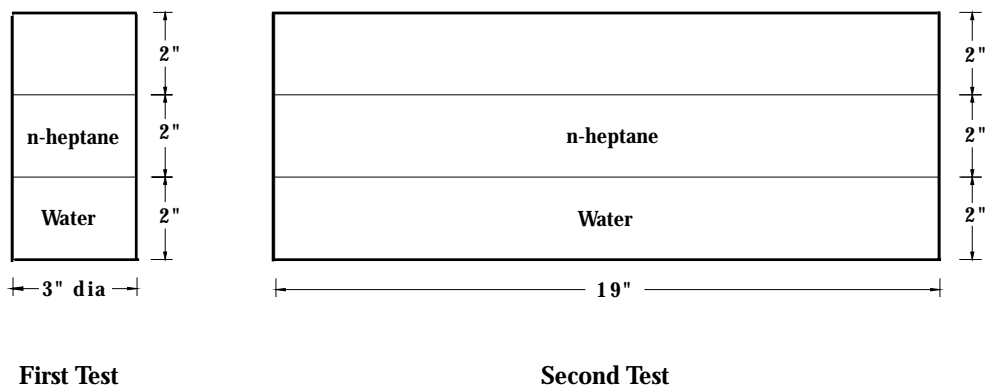 2"
n-heptane
2"
Water
2"
3" dia
First Test
2"
n-heptane
2"
Water
2"
19"
Second Test